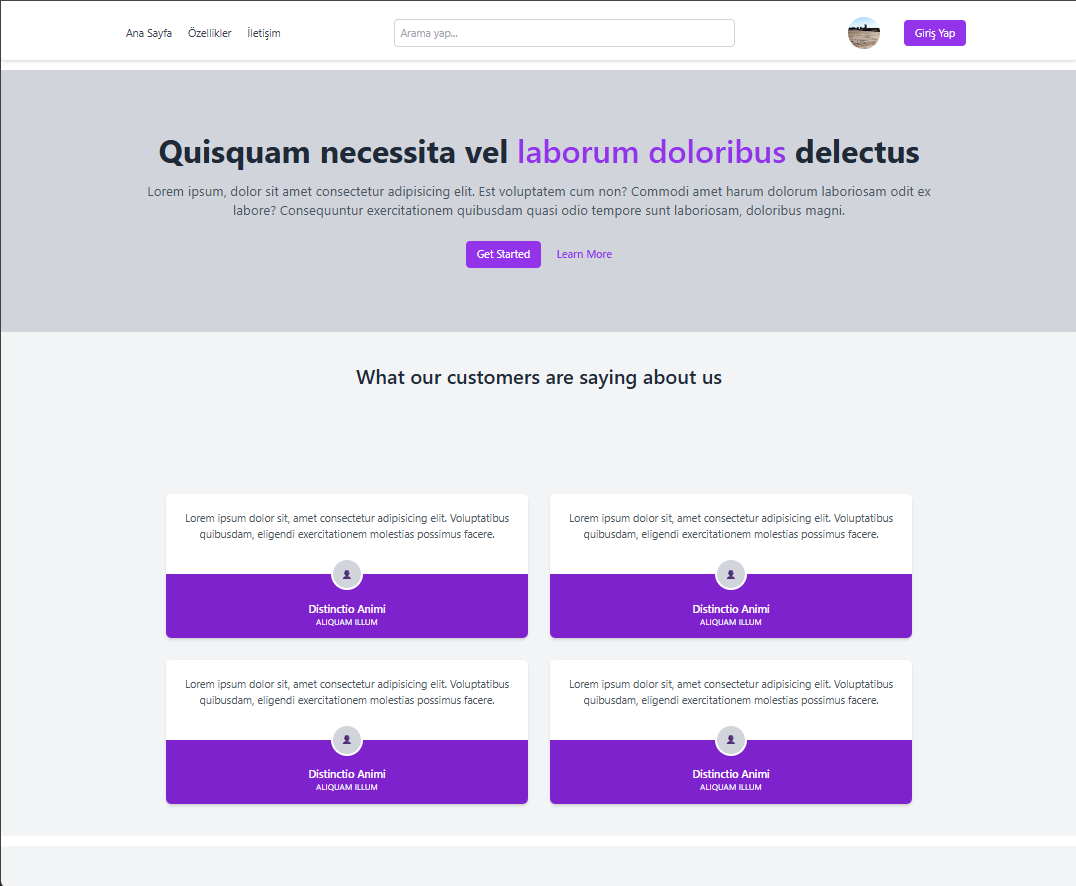 Ana Sayfa Özellikler İletişim Arama yap... Giriş Yap
Quisquam necessita vel laborum doloribus delectus
Lorem ipsum, dolor sit amet consectetur adipisicing elit. Est voluptatem cum non? Commodi amet harum dolorum laboriosam odit ex
labore? Consequuntur exercitationem quibusdam quasi odio tempore sunt laboriosam, doloribus magni.
Get Started Learn More
What our customers are saying about us
Lorem ipsum dolor sit, amet consectetur adipisicing elit. Voluptatibus
quibusdam, eligendi exercitationem molestias possimus facere.
Distinctio Animi
ALIQUAM ILLUM
Lorem ipsum dolor sit, amet consectetur adipisicing elit. Voluptatibus
quibusdam, eligendi exercitationem molestias possimus facere.
Distinctio Animi
ALIQUAM ILLUM
Lorem ipsum dolor sit, amet consectetur adipisicing elit. Voluptatibus
quibusdam, eligendi exercitationem molestias possimus facere.
Distinctio Animi
ALIQUAM ILLUM
Lorem ipsum dolor sit, amet consectetur adipisicing elit. Voluptatibus
quibusdam, eligendi exercitationem molestias possimus facere.
Distinctio Animi
ALIQUAM ILLUM